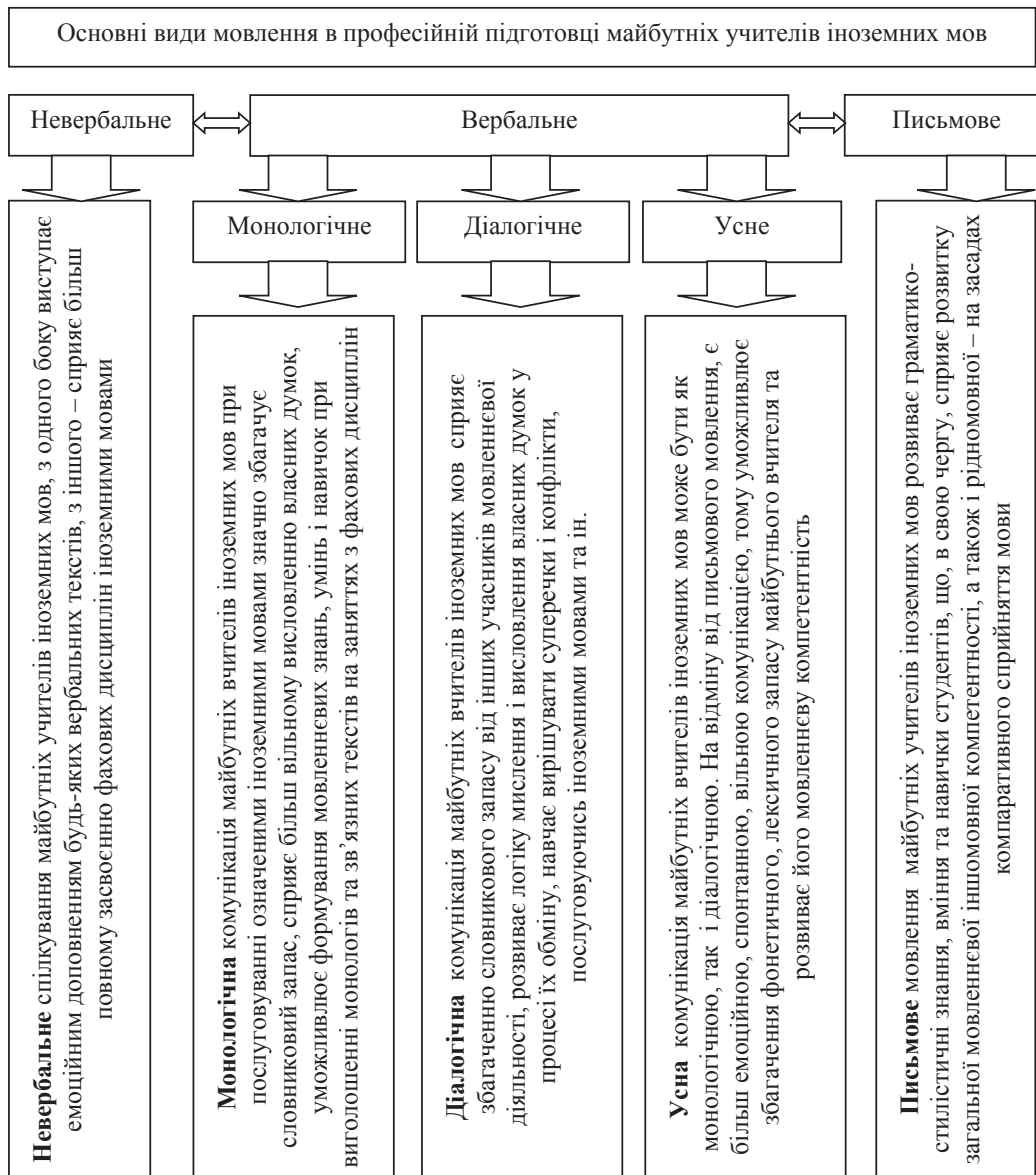 Основні види мовлення в професійній підготовці майбутніх учителів іноземних мов
Невербальне
Вербальне
Письмове
Монологічне
Діалогічне
Усне
Невербальне спілкування майбутніх учителів іноземних мов, з одного боку виступає
емоційним доповненням будь-яких вербальних текстів, з іншого – сприяє більш
повному засвоєнню фахових дисциплін іноземними мовами
Монологічна комунікація майбутніх вчителів іноземних мов при
послуговуванні означеними іноземними мовами значно збагачує
словниковий запас, сприяє більш вільному висловленню власних думок,
уможливлює формування мовленнєвих знань, умінь і навичок при
виголошенні монологів та зв’язних текстів на заняттях з фахових дисциплін
Діалогічна комунікація майбутніх вчителів іноземних мов сприяє
збагаченню словникового запасу від інших учасників мовленнєвої
діяльності, розвиває логіку мислення і висловлення власних думок у
процесі їх обміну, навчає вирішувати суперечки і конфлікти,
послуговуючись іноземними мовами та ін.
Усна комунікація майбутніх вчителів іноземних мов може бути як
монологічною, так і діалогічною. На відміну від письмового мовлення, є
більш емоційною, спонтанною, вільною комунікацією, тому уможливлює
збагачення фонетичного, лексичного запасу майбутнього вчителя та
розвиває його мовленнєву компетентність
Письмове мовлення майбутніх учителів іноземних мов розвиває граматико-
стилістичні знання, вміння та навички студентів, що, в свою чергу, сприяє розвитку
загальної мовленнєвої іншомовної компетентності, а також і рідномовної – на засадах
компаративного сприйняття мови